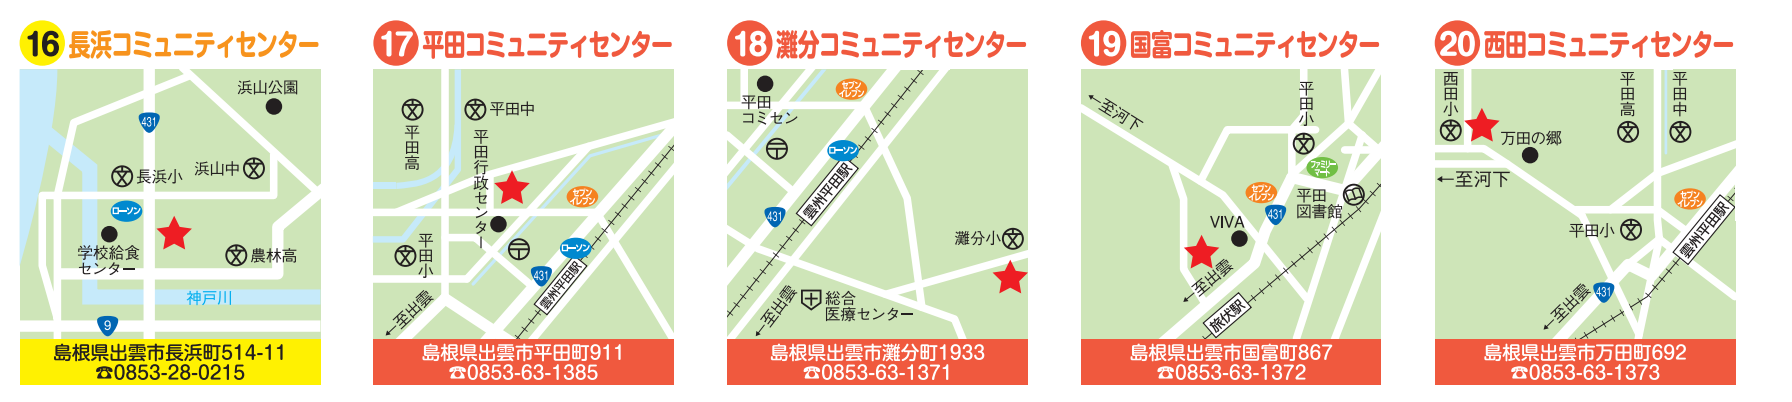 16 長浜コミュニティセンター
浜山公園
431
長浜小
浜山中
ローソン
学校給食
センター
農林高
神戸川
9
島根県出雲市長浜町514-11
☎0853-28-0215
17 平田コミュニティセンター
平田高
平田中
平田行政センター
セブン
イレブン
平田小
ローソン
431
雲州平田駅
←至出雲
島根県出雲市平田町911
☎0853-63-1385
18 灘分コミュニティセンター
平田
コミセン
セブン
イレブン
ローソン
雲州平田駅
431
灘分小
←至出雲
総合
医療センター
島根県出雲市灘分町1933
☎0853-63-1371
19 国富コミュニティセンター
←至河下
平田小
ファミリー
マート
セブン
イレブン
平田
図書館
431
VIVA
←至出雲
旅伏駅
島根県出雲市国富町867
☎0853-63-1372
20 西田コミュニティセンター
西田小
平田高
平田中
万田の郷
←至河下
セブン
イレブン
平田小
雲州平田駅
431
←至出雲
島根県出雲市万田町692
☎0853-63-1373